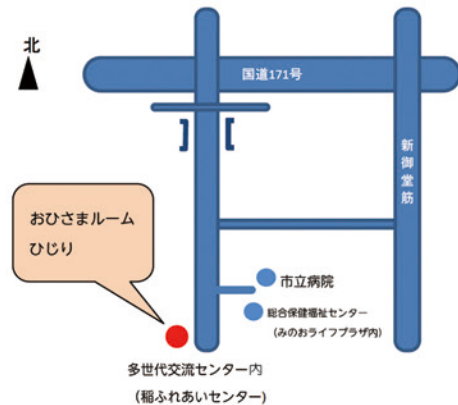 北
国道171号
新御堂筋
おひさまルーム
ひじり
市立病院
総合保健福祉センター
(みのおライフプラザ内)
多世代交流センター内
(稲ふれあいセンター)